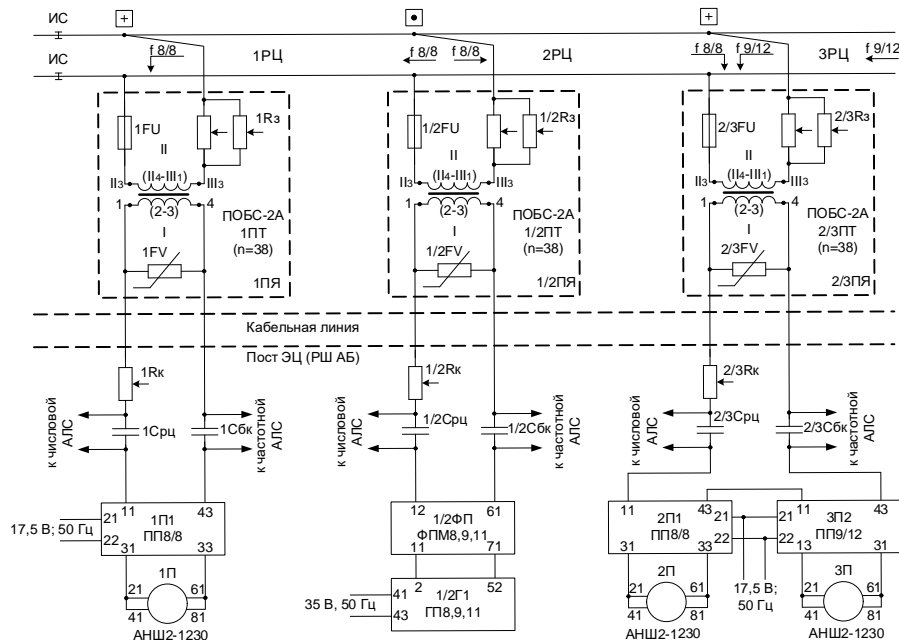 ИС
+
•
+
f 8/8
1РЦ
f 8/8
f 8/8
2РЦ
f 8/8
f 9/12
3РЦ
f 9/12
ИС
1FU
1Rз
II
(II4-III1)
II3
III3
1
(2-3)
4
I
ПОБС-2А
1ПТ
(n=38)
1FV
1ПЯ
1/2FU
1/2Rз
II
(II4-III1)
II3
III3
1
(2-3)
4
I
ПОБС-2А
1/2ПТ
(n=38)
1/2FV
1/2ПЯ
2/3FU
2/3Rз
II
(II4-III1)
II3
III3
1
(2-3)
4
I
ПОБС-2А
2/3ПТ
(n=38)
2/3FV
2/3ПЯ
Кабельная линия
Пост ЭЦ (РШ АБ)
1Rк
к числовой
АЛС
1Срц
1Сбк
к частотной
АЛС
1/2Rк
к числовой
АЛС
1/2Срц
1/2Сбк
к частотной
АЛС
2/3Rк
к числовой
АЛС
2/3Срц
2/3Сбк
к частотной
АЛС
17,5 В; 50 Гц
11
43
21
1П1
22
ПП8/8
31
33
1П
21
61
41
81
АНШ2-1230
12
61
1/2ФП
ФПМ8,9,11
11
71
2
52
35 В, 50 Гц
41
1/2Г1
43
ГП8,9,11
11
43
2П1
21
ПП8/8
22
31
33
2П
21
61
41
81
АНШ2-1230
17,5 В;
50 Гц
11
43
21
3П2
22
ПП9/12
13
31
33
3П
21
61
41
81
АНШ2-1230